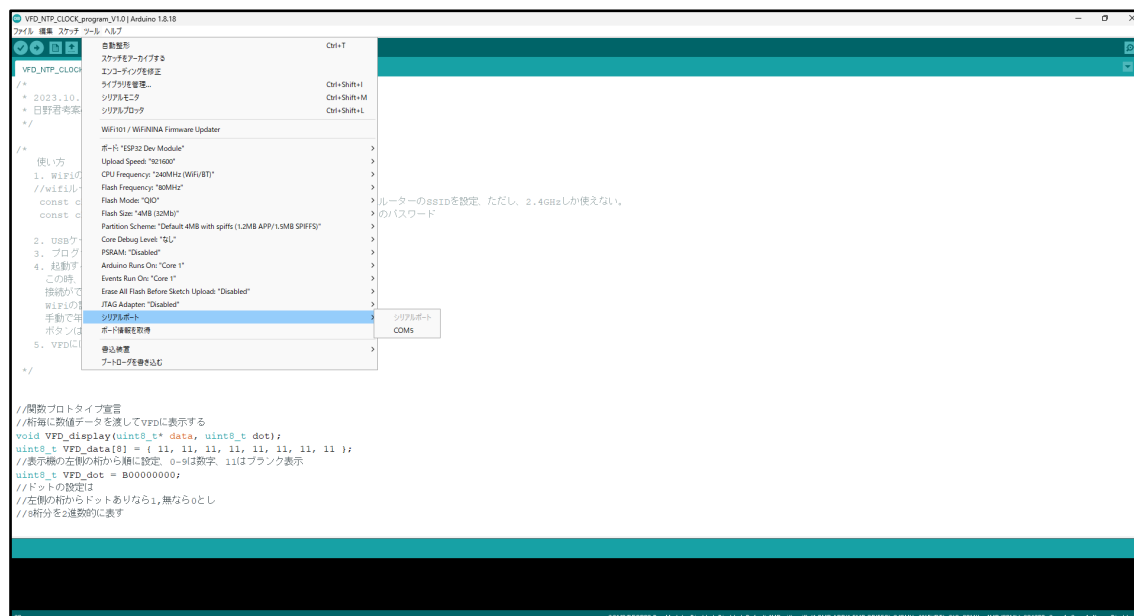 VFD_NTP_CLOCK_program_V1.0 | Arduino 1.8.18
ファイル 編集 スケッチ ツール ヘルプ
VFD_NTP_CLOCK
自動整形 Ctrl+T
スケッチをアーカイブする
エンコーディングを修正
ライブラリを管理... Ctrl+Shift+I
シリアルモニタ Ctrl+Shift+M
シリアルプロッタ Ctrl+Shift+L
WiFi101 / WiFiNINA Firmware Updater
ボード: "ESP32 Dev Module"
Upload Speed: "921600"
CPU Frequency: "240MHz (WiFi/BT)"
Flash Frequency: "80MHz"
Flash Mode: "QIO"
Flash Size: "4MB (32Mb)"
Partition Scheme: "Default 4MB with spiffs (1.2MB APP/1.5MB SPIFFS)"
Core Debug Level: "なし"
PSRAM: "Disabled"
Arduino Runs On: "Core 1"
Events Run On: "Core 1"
Erase All Flash Before Sketch Upload: "Disabled"
JTAG Adapter: "Disabled"
シリアルポート
ボード情報を取得
書込装置
ブートローダを書き込む
シリアルポート
COM5
/*
* 2023.10.
* 日野君考案
*/
/*
使い方
1. WiFiの
//wifiル
const c ルーターのSSIDを設定、ただし、2.4GHzしか使えない。
const c のパスワード
2. USBケ
3. プログ
4. 起動す
この時、
接続がで
WiFiの
手動で年
ボタンは
5. VFDに
*/
//関数プロトタイプ宣言
//桁毎に数値データを渡してVFDに表示する
void VFD_display(uint8_t* data, uint8_t dot);
uint8_t VFD_data[8] = { 11, 11, 11, 11, 11, 11, 11, 11 };
//表示機の左側の桁から順に設定、0-9は数字、11はブランク表示
uint8_t VFD_dot = B00000000;
//ドットの設定は
//左側の桁からドットありなら1,無なら0とし
//8桁分を2進数的に表す